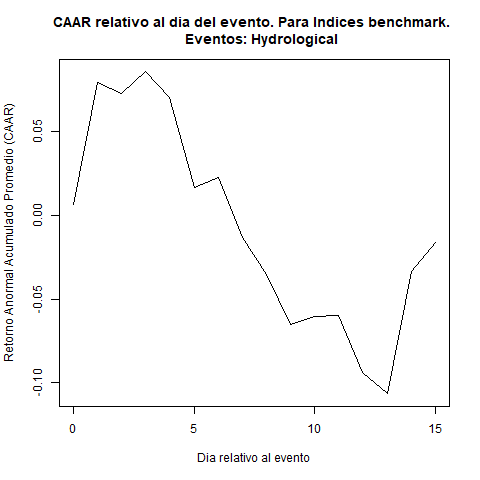 CAAR relativo al dia del evento. Para Indices benchmark.
Eventos: Hydrological
Retorno Anormal Acumulado Promedio (CAAR)
0.05
0.00
-0.05
-0.10
0 5 10 15
Dia relativo al evento